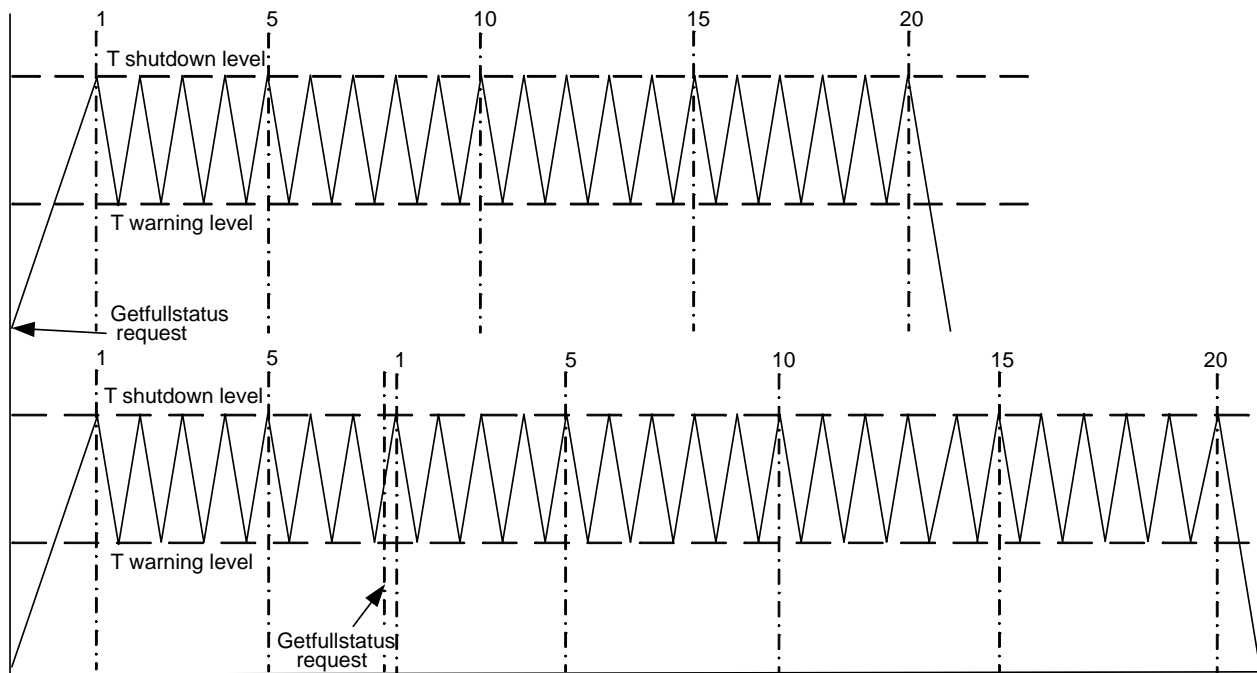 1 5 10 15 20
T shutdown level
T warning level
Getfullstatus
request
1 5 1 5 10 15 20
T shutdown level
T warning level
Getfullstatus
request